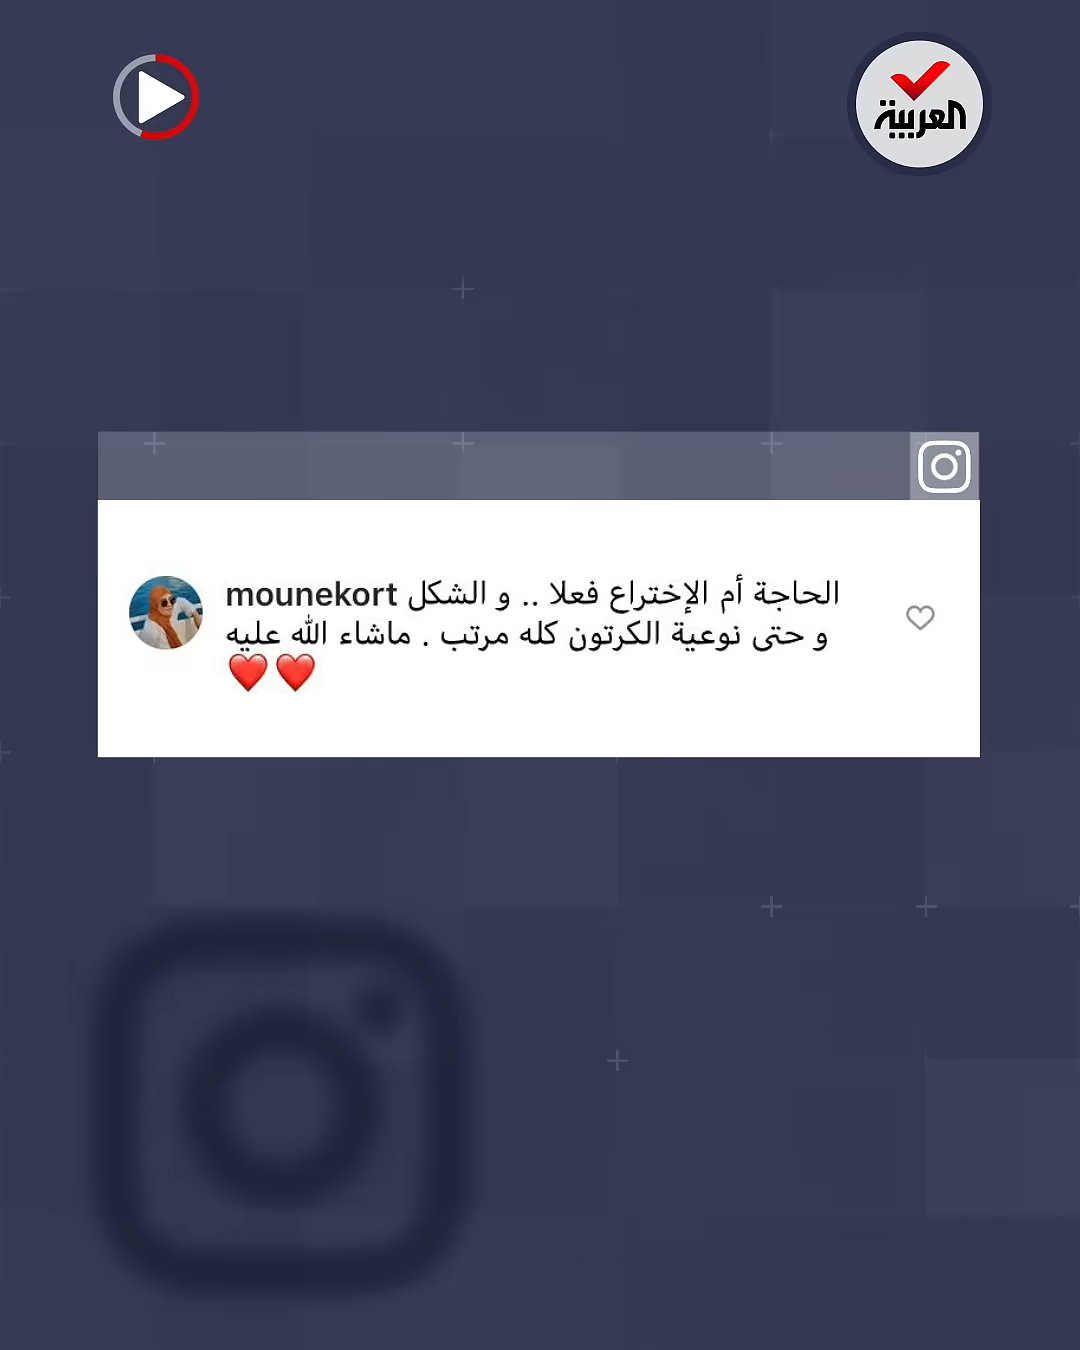 العربية
mounekort الحاجة أم الإختراع فعلا .. و الشكل
و حتى نوعية الكرتون كله مرتب . ماشاء الله عليه
❤️❤️